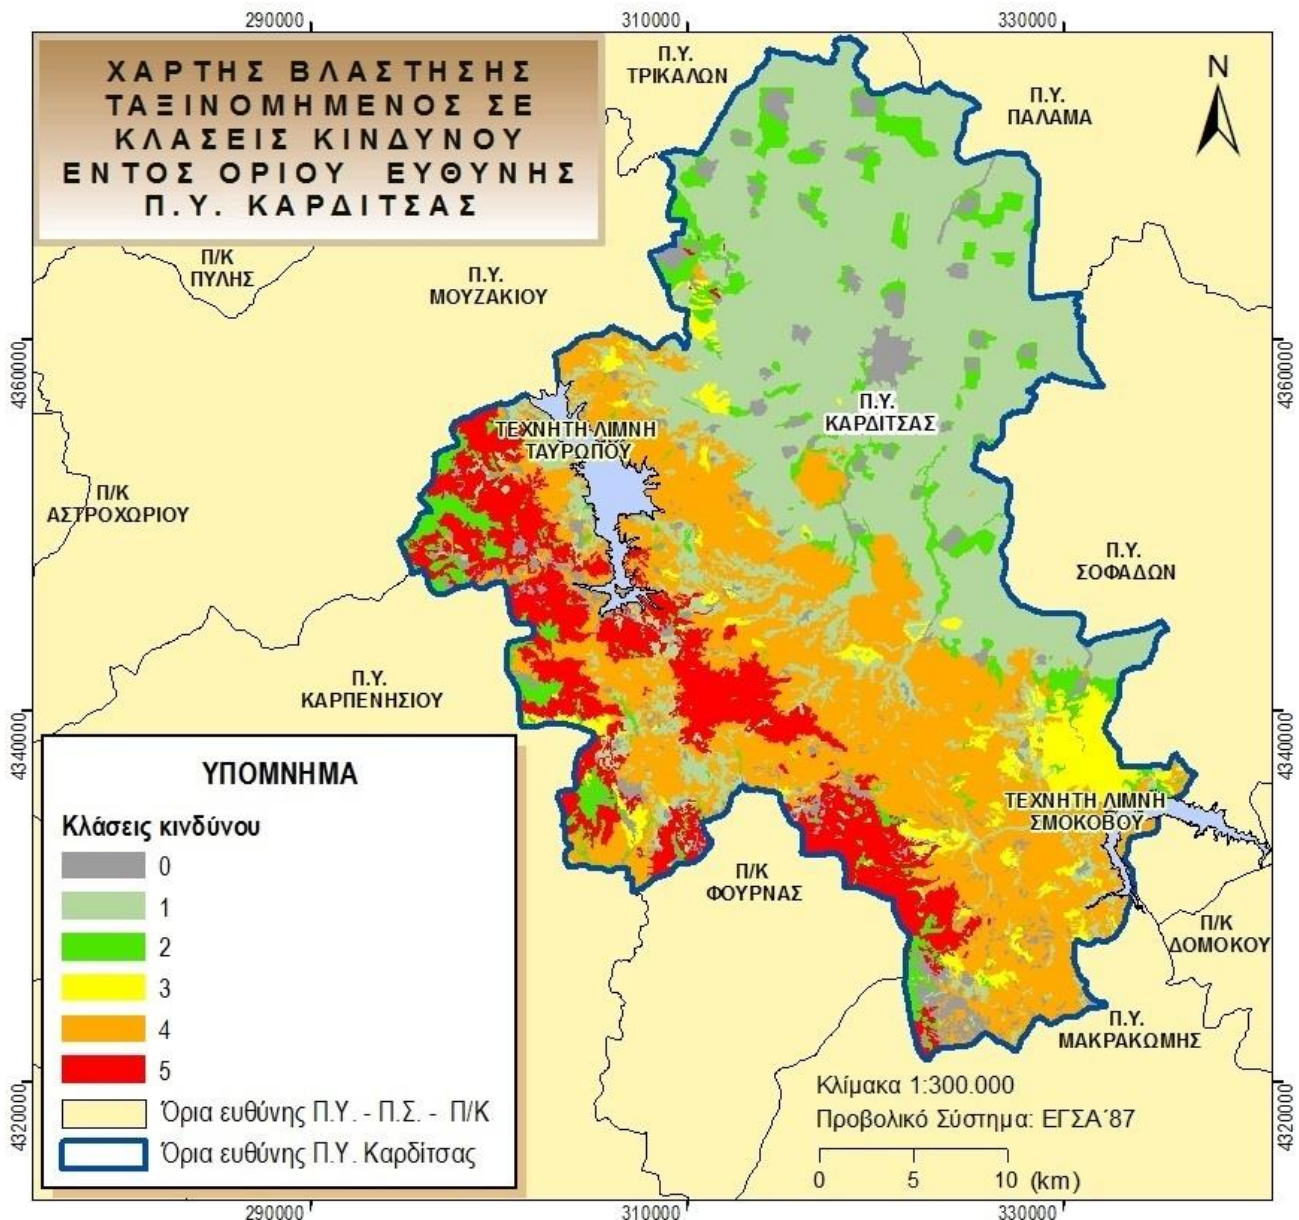 290000
310000
330000
ΧΑΡΤΗΣ ΒΛΑΣΤΗΣΗΣ
ΤΑΞΙΝΟΜΗΜΕΝΟΣ ΣΕ
ΚΛΑΣΕΙΣ ΚΙΝΔΥΝΟΥ
ΕΝΤΟΣ ΟΡΙΟΥ ΕΥΘΥΝΗΣ
Π.Υ. ΚΑΡΔΙΤΣΑΣ
Π.Υ.
ΤΡΙΚΑΛΩΝ
Π.Υ.
ΠΑΛΑΜΑ
N
Π/Κ
ΠΥΛΗΣ
Π.Υ.
ΜΟΥΖΑΚΙΟΥ
4360000
4360000
Π.Υ.
ΚΑΡΔΙΤΣΑΣ
ΤΕΧΝΗΤΗ ΛΙΜΝΗ
ΤΑΥΡΩΠΟΥ
Π/Κ
ΑΣΤΡΟΧΩΡΙΟΥ
Π.Υ.
ΣΟΦΑΔΩΝ
Π.Υ.
ΚΑΡΠΕΝΗΣΙΟΥ
4340000
4340000
ΤΕΧΝΗΤΗ ΛΙΜΝΗ
ΣΜΟΚΟΒΟΥ
Π/Κ
ΦΟΥΡΝΑΣ
Π/Κ
ΔΟΜΟΚΟΥ
Π.Υ.
ΜΑΚΡΑΚΩΜΗΣ
ΥΠΟΜΝΗΜΑ
Κλάσεις κινδύνου
0
1
2
3
4
5
Όρια ευθύνης Π.Υ. - Π.Σ. - Π/Κ
Όρια ευθύνης Π.Υ. Καρδίτσας
4320000
4320000
Κλίμακα 1:300.000
Προβολικό Σύστημα: ΕΓΣΑ΄87
0 5 10 (km)
290000
310000
330000